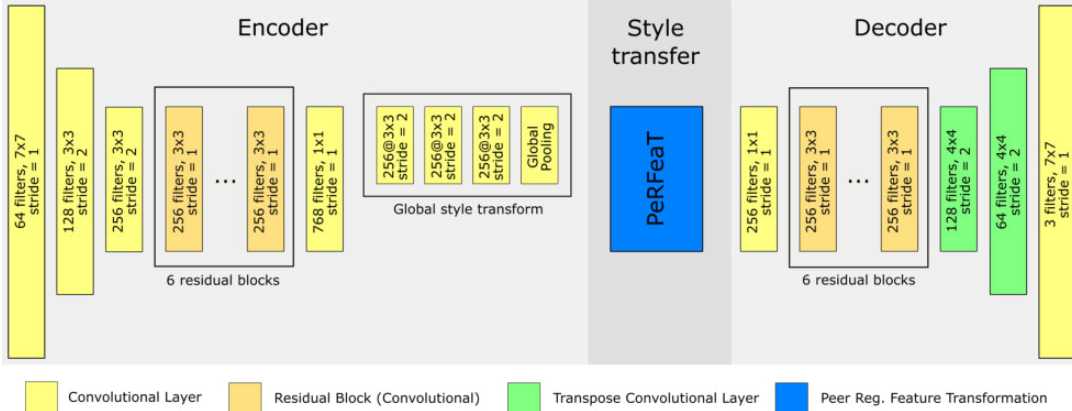 Encoder
Style
transfer
Decoder
64 filters, 7x7
stride = 1
128 filters, 3x3
stride = 2
256 filters, 3x3
stride = 2
256 filters, 3x3
stride = 1
...
256 filters, 3x3
stride = 1
6 residual blocks
768 filters, 1x1
stride = 1
256@3x3
stride = 2
256@3x3
stride = 2
256@3x3
stride = 2
Global
Pooling
Global style transform
PeRFeaT
256 filters, 1x1
stride = 1
256 filters, 3x3
stride = 1
...
256 filters, 3x3
stride = 1
6 residual blocks
128 filters, 4x4
stride = 2
64 filters, 4x4
stride = 2
3 filters, 7x7
stride = 1
Convolutional Layer
Residual Block (Convolutional)
Transpose Convolutional Layer
Peer Reg. Feature Transformation